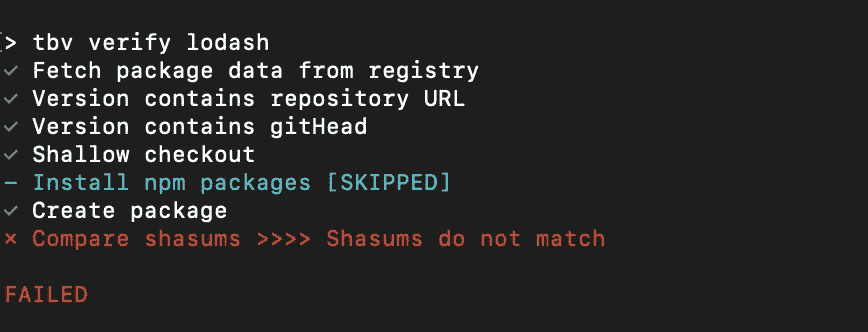 > tbv verify lodash
✓ Fetch package data from registry
✓ Version contains repository URL
✓ Version contains gitHead
✓ Shallow checkout
– Install npm packages [SKIPPED]
✓ Create package
× Compare shasums >>>> Shasums do not match
FAILED